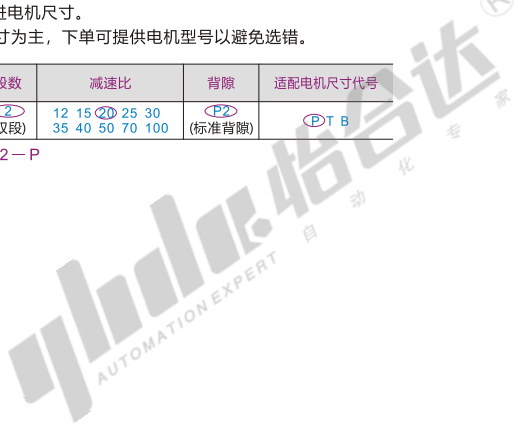 进电机尺寸。
寸为主，下单可提供电机型号以避免选错。
段数 减速比 背隙 适配电机尺寸代号
2 12 15 20 25 30 P2 P T B
双段) 35 40 50 70 100 (标准背隙)
2－P
yhda 怡合达 ®
自动化专家
AUTOMATION EXPERT